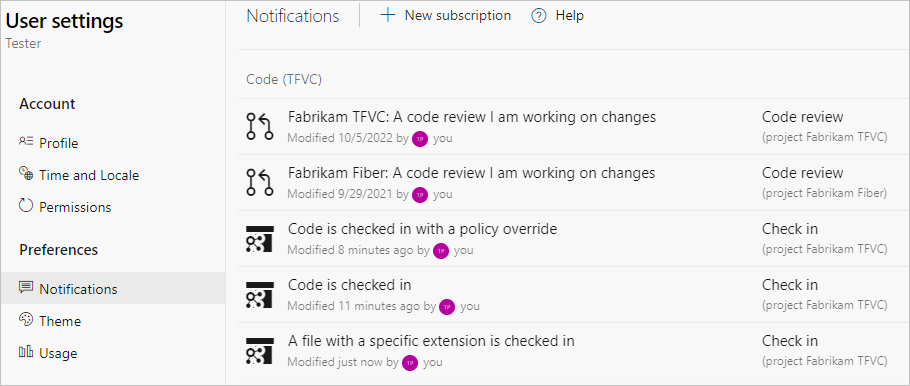 User settings
Tester
Account
Profile
Time and Locale
Permissions
Preferences
Notifications
Theme
Usage
Notifications
New subscription
Help
Code (TFVC)
Fabrikam TFVC: A code review I am working on changes
Code review
Modified 10/5/2022 by TP you
(project Fabrikam TFVC)
Fabrikam Fiber: A code review I am working on changes
Code review
Modified 9/29/2021 by TP you
(project Fabrikam Fiber)
Code is checked in with a policy override
Check in
Modified 8 minutes ago by TP you
(project Fabrikam TFVC)
Code is checked in
Check in
Modified 11 minutes ago by TP you
(project Fabrikam TFVC)
A file with a specific extension is checked in
Check in
Modified just now by TP you
(project Fabrikam TFVC)